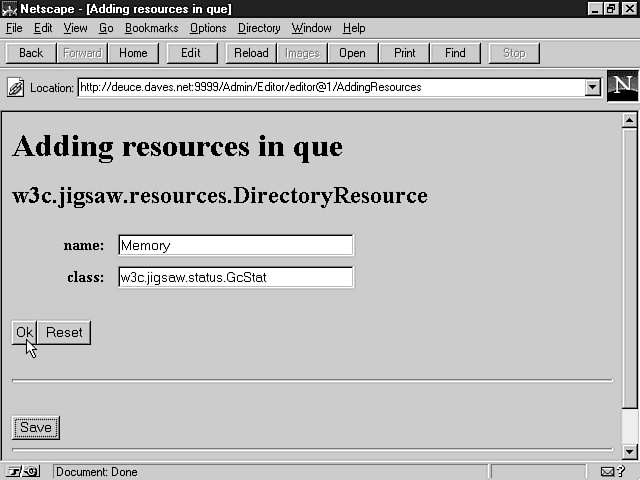 Netscape - [Adding resources in que]
File Edit View Go Bookmarks Options Directory Window Help
Back Forward Home Edit Reload Images Open Print Find Stop
Location: http://deuce.daves.net:9999/Admin/Editor/editor@1/AddingResources
N
Adding resources in que
w3c.jigsaw.resources.DirectoryResource
name: Memory
class: w3c.jigsaw.status.GcStat
Ok Reset
Save
Document: Done
?